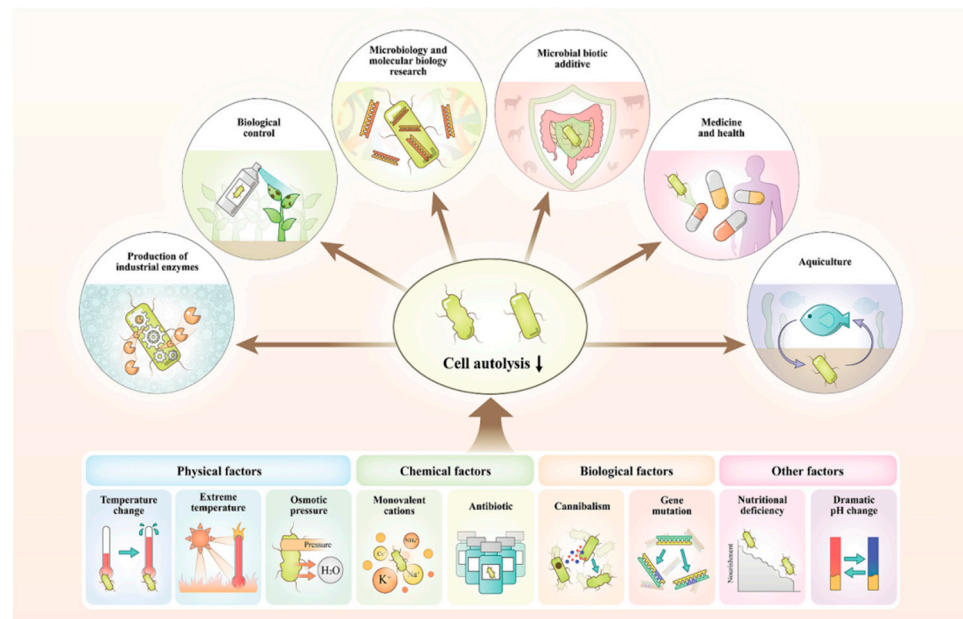 Microbiology and
molecular biology
research
Microbial biotic
additive
Biological
control
Medicine
and health
Production of
industrial enzymes
Aquiculture
Cell autolysis ↓
Physical factors
Chemical factors
Biological factors
Other factors
Temperature
change
Extreme
temperature
Osmotic
pressure
Pressure
H₂O
Monovalent
cations
NH₄⁺
K⁺
Na⁺
Antibiotic
Cannibalism
Gene
mutation
Nutritional
deficiency
Nourishment
Dramatic
pH change